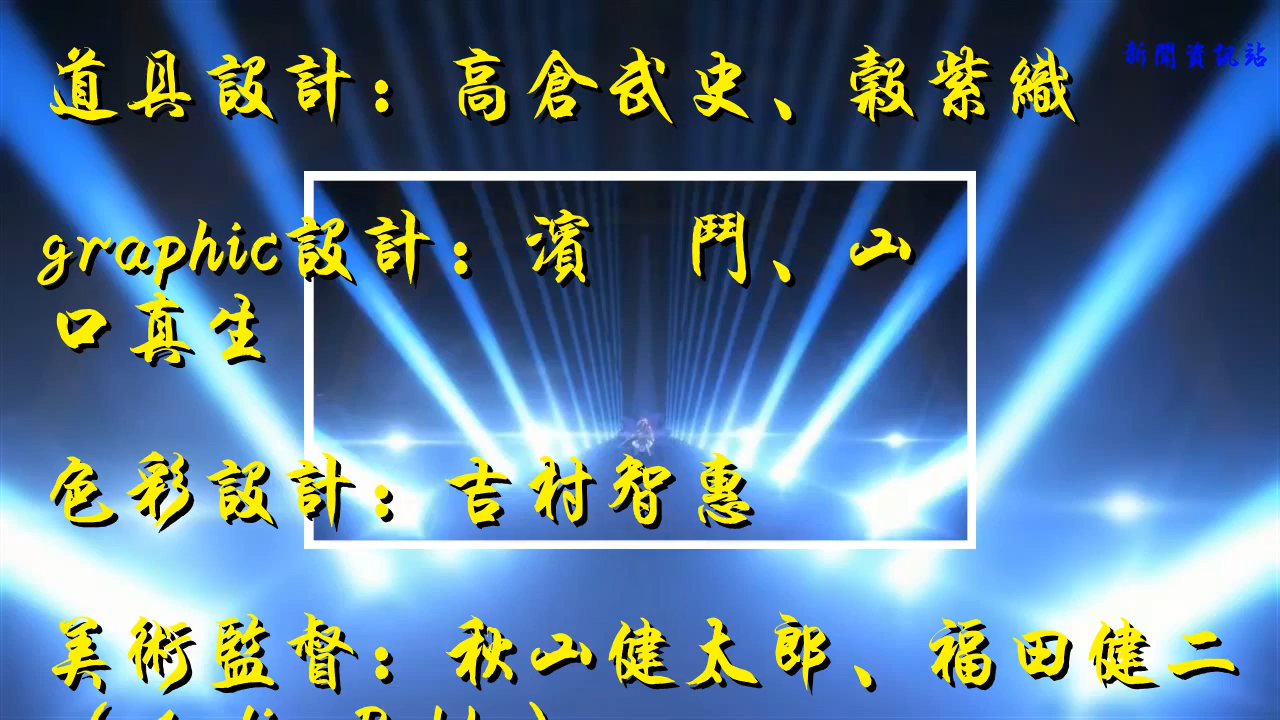 道具設計：高倉武史、穀紫織
新聞資訊站
graphic設計：濱 鬥、山
口真生
色彩設計：吉村智惠
美術監督：秋山健太郎、福田健二